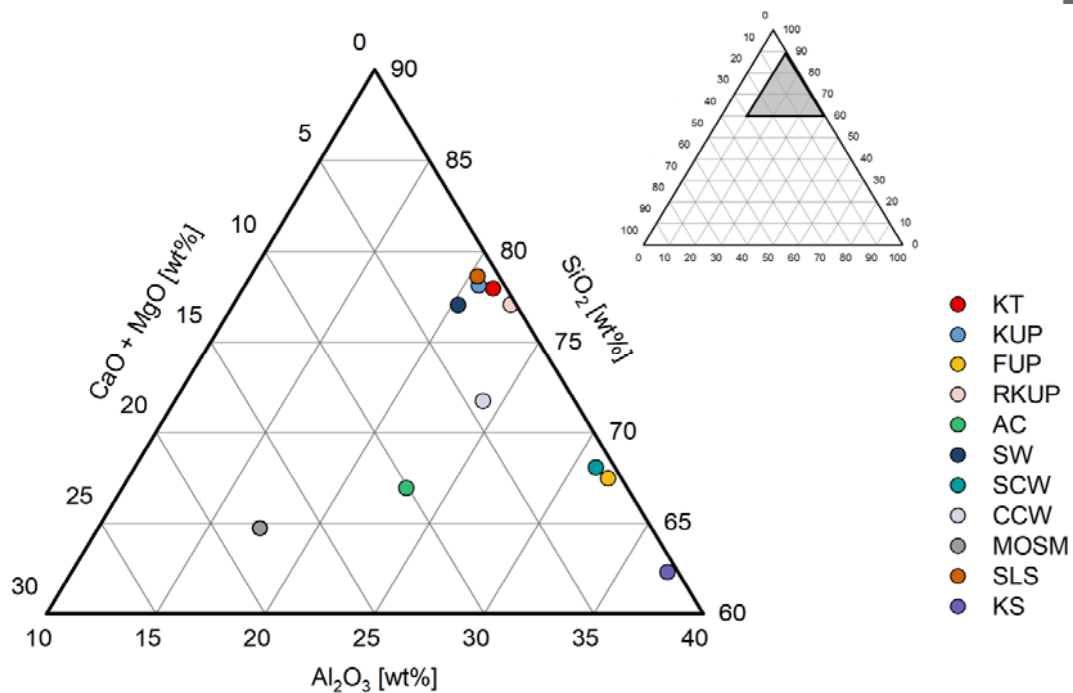 0
90
5
85
10
80
15
75
20
70
25
65
30
60
10
15
20
25
30
35
40
CaO + MgO [wt%]
SiO₂ [wt%]
Al₂O₃ [wt%]
0
100
10
90
20
80
30
70
40
60
50
50
60
40
70
30
80
20
90
10
100
0
0 10 20 30 40 50 60 70 80 90 100
KT
KUP
FUP
RKUP
AC
SW
SCW
CCW
MOSM
SLS
KS